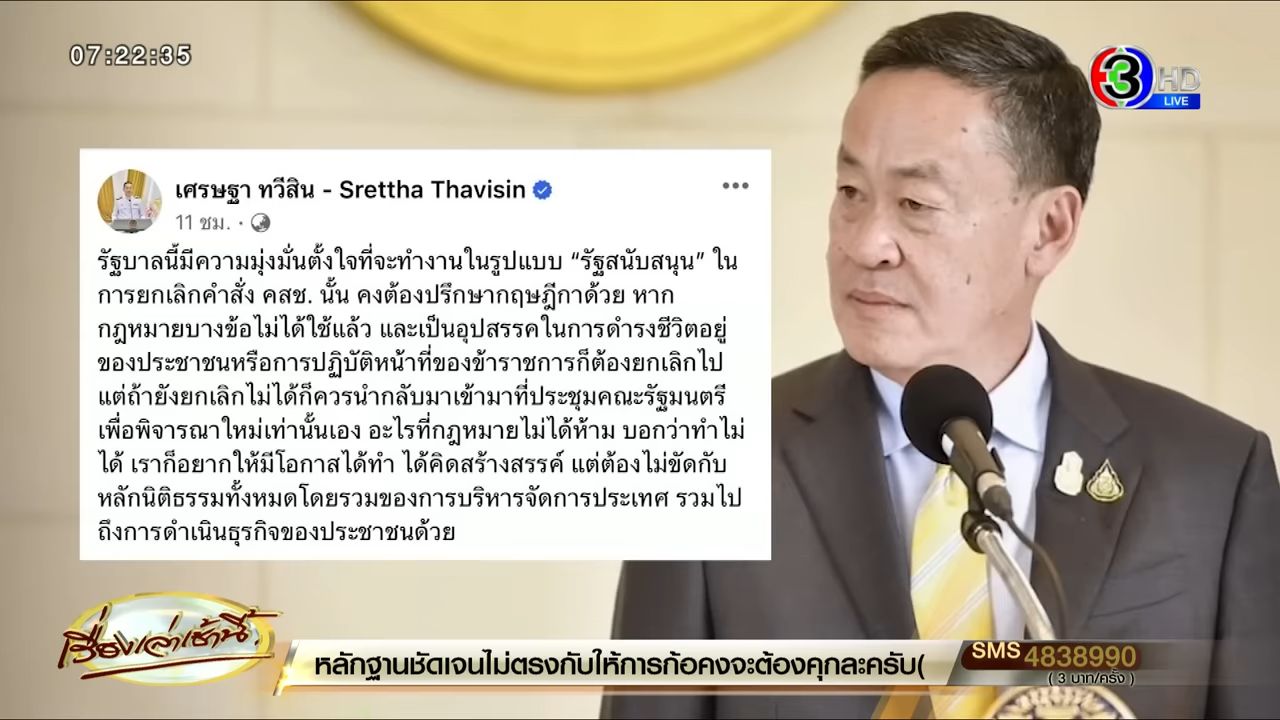 07:22:35
3 HD
LIVE
เศรษฐา ทวีสิน - Srettha Thavisin
11 ชม. ·
รัฐบาลนี้มีความมุ่งมั่นตั้งใจที่จะทำงานในรูปแบบ “รัฐสนับสนุน” ใน
การยกเลิกคำสั่ง คสช. นั้น คงต้องปรึกษากฤษฎีกาด้วย หาก
กฎหมายบางข้อไม่ได้ใช้แล้ว และเป็นอุปสรรคในการดำรงชีวิตอยู่
ของประชาชนหรือการปฏิบัติหน้าที่ของข้าราชการก็ต้องยกเลิกไป
แต่ถ้ายังยกเลิกไม่ได้ก็ควรนำกลับมาเข้ามาที่ประชุมคณะรัฐมนตรี
เพื่อพิจารณาใหม่เท่านั้นเอง อะไรที่กฎหมายไม่ได้ห้าม บอกว่าทำไม่
ได้ เราก็อยากให้มีโอกาสได้ทำ ได้คิดสร้างสรรค์ แต่ต้องไม่ขัดกับ
หลักนิติธรรมทั้งหมดโดยรวมของการบริหารจัดการประเทศ รวมไป
ถึงการดำเนินธุรกิจของประชาชนด้วย
เรื่องเล่าเช้านี้
หลักฐานชัดเจนไม่ตรงกับให้การก้อคงจะต้องคุกละครับ(
SMS 4838990
( 3 บาท/ครั้ง )